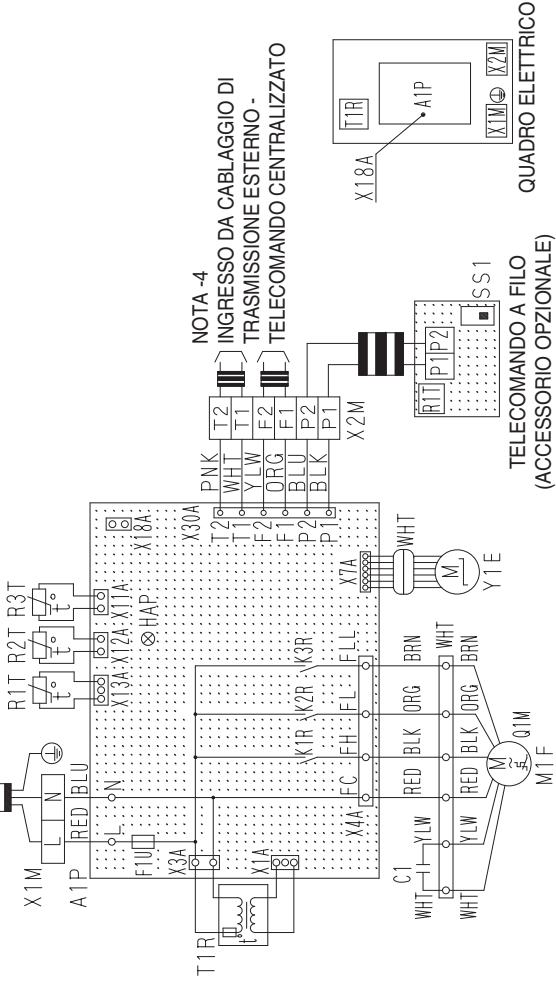 R1T R2T R3T
X1M
L N
A1P
RED BLU
L N
F1U
X13A X12A X11A
HAP
X18A
X3A
X1A
T1R
t°
X30A
T2 PNK T2
T1 WHT T1
F2 YLW F2
F1 ORG F1
P2 BLU P2
P1 BLK P1
X2M
NOTA -4
INGRESSO DA CABLAGGIO DI
TRASMISSIONE ESTERNO -
TELECOMANDO CENTRALIZZATO
K1R K2R K3R
X4A
FC FH FL FLL
X7A
WHT
M
Y1E
C1
WHT YLW RED BLK ORG BRN
WHT
WHT YLW RED BLK ORG BRN
M
Q1M
M1F
R1T
P1 P2
SS1
TELECOMANDO A FILO
(ACCESSORIO OPZIONALE)
T1R
X18A
A1P
X1M X2M
QUADRO ELETTRICO